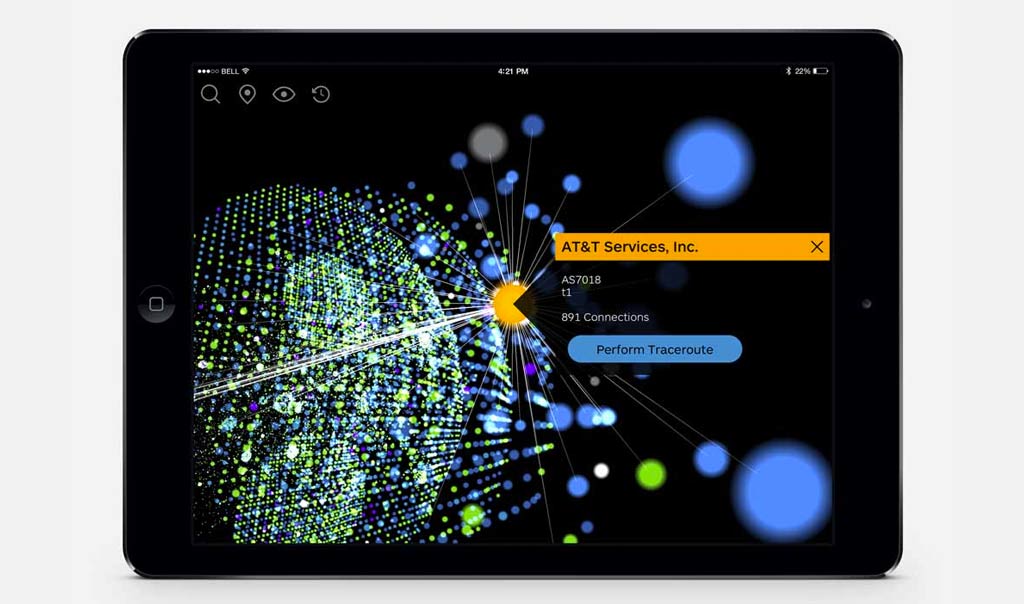 BELL
4:21 PM
22%
AT&T Services, Inc.
AS7018
t1
891 Connections
Perform Traceroute